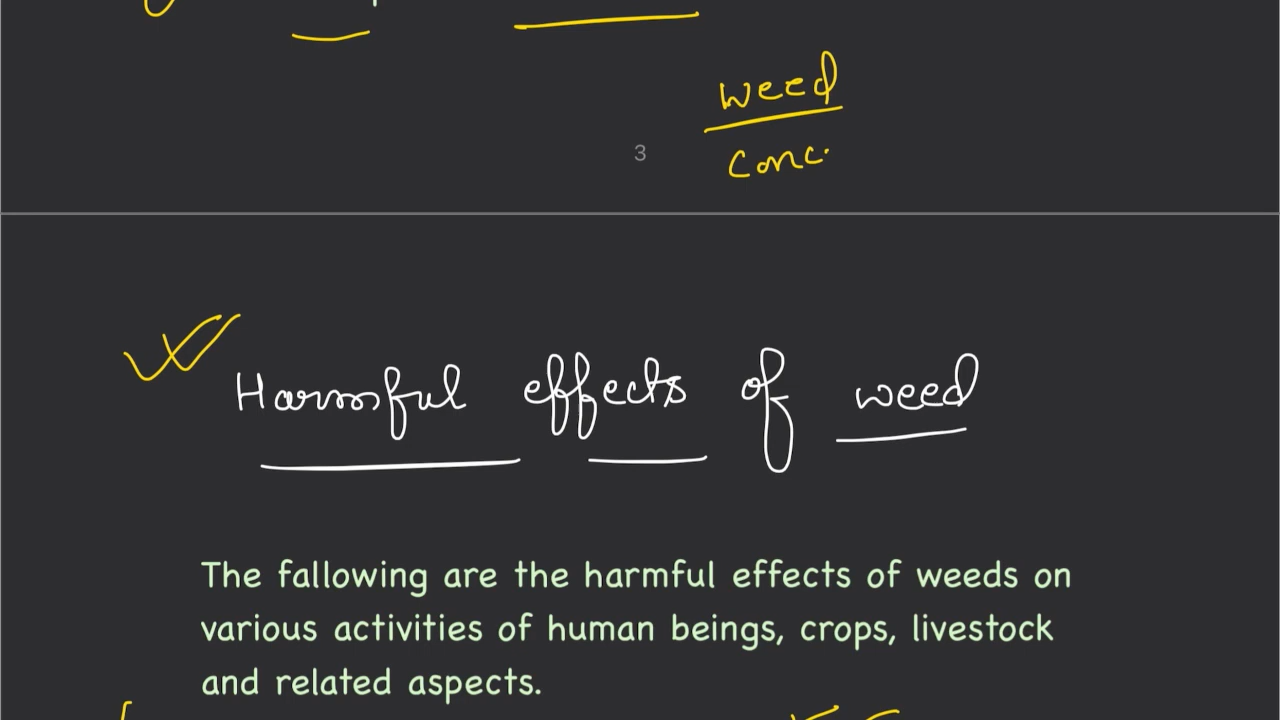 weed
conc.
3
Harmful effects of weed
The fallowing are the harmful effects of weeds on
various activities of human beings, crops, livestock
and related aspects.